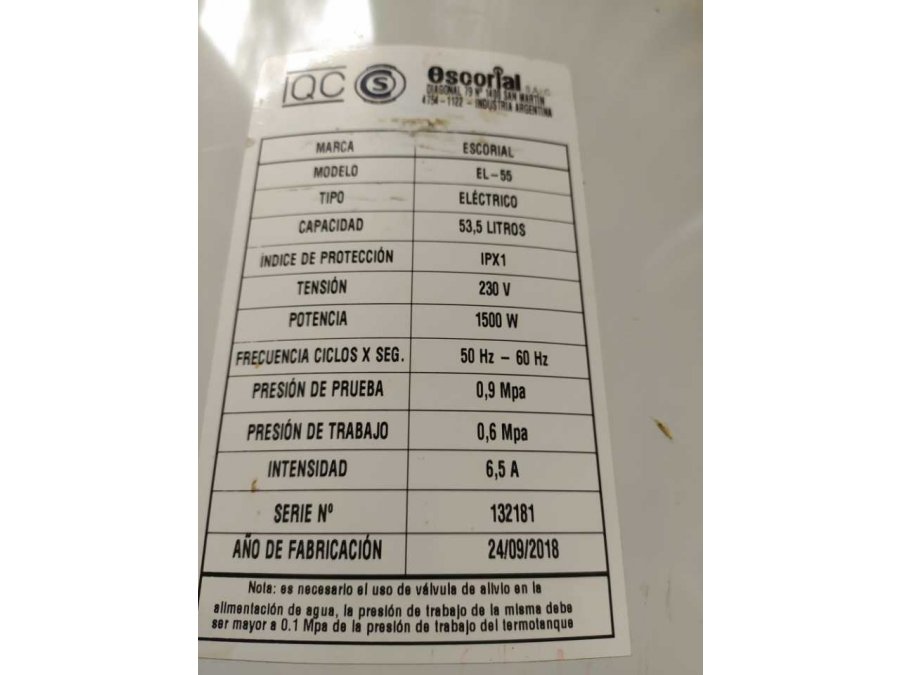 IQC S escorial S.A.I.C
DIAGONAL 79 Nº 1490 SAN MARTIN
4754-1122 - INDUSTRIA ARGENTINA
MARCA ESCORIAL
MODELO EL-55
TIPO ELÉCTRICO
CAPACIDAD 53,5 LITROS
ÍNDICE DE PROTECCIÓN IPX1
TENSIÓN 230 V
POTENCIA 1500 W
FRECUENCIA CICLOS X SEG. 50 Hz - 60 Hz
PRESIÓN DE PRUEBA 0,9 Mpa
PRESIÓN DE TRABAJO 0,6 Mpa
INTENSIDAD 6,5 A
SERIE Nº 132181
AÑO DE FABRICACIÓN 24/09/2018
Nota: es necesario el uso de válvula de alivio en la
alimentación de agua, la presión de trabajo de la misma debe
ser mayor a 0.1 Mpa de la presión de trabajo del termotanque